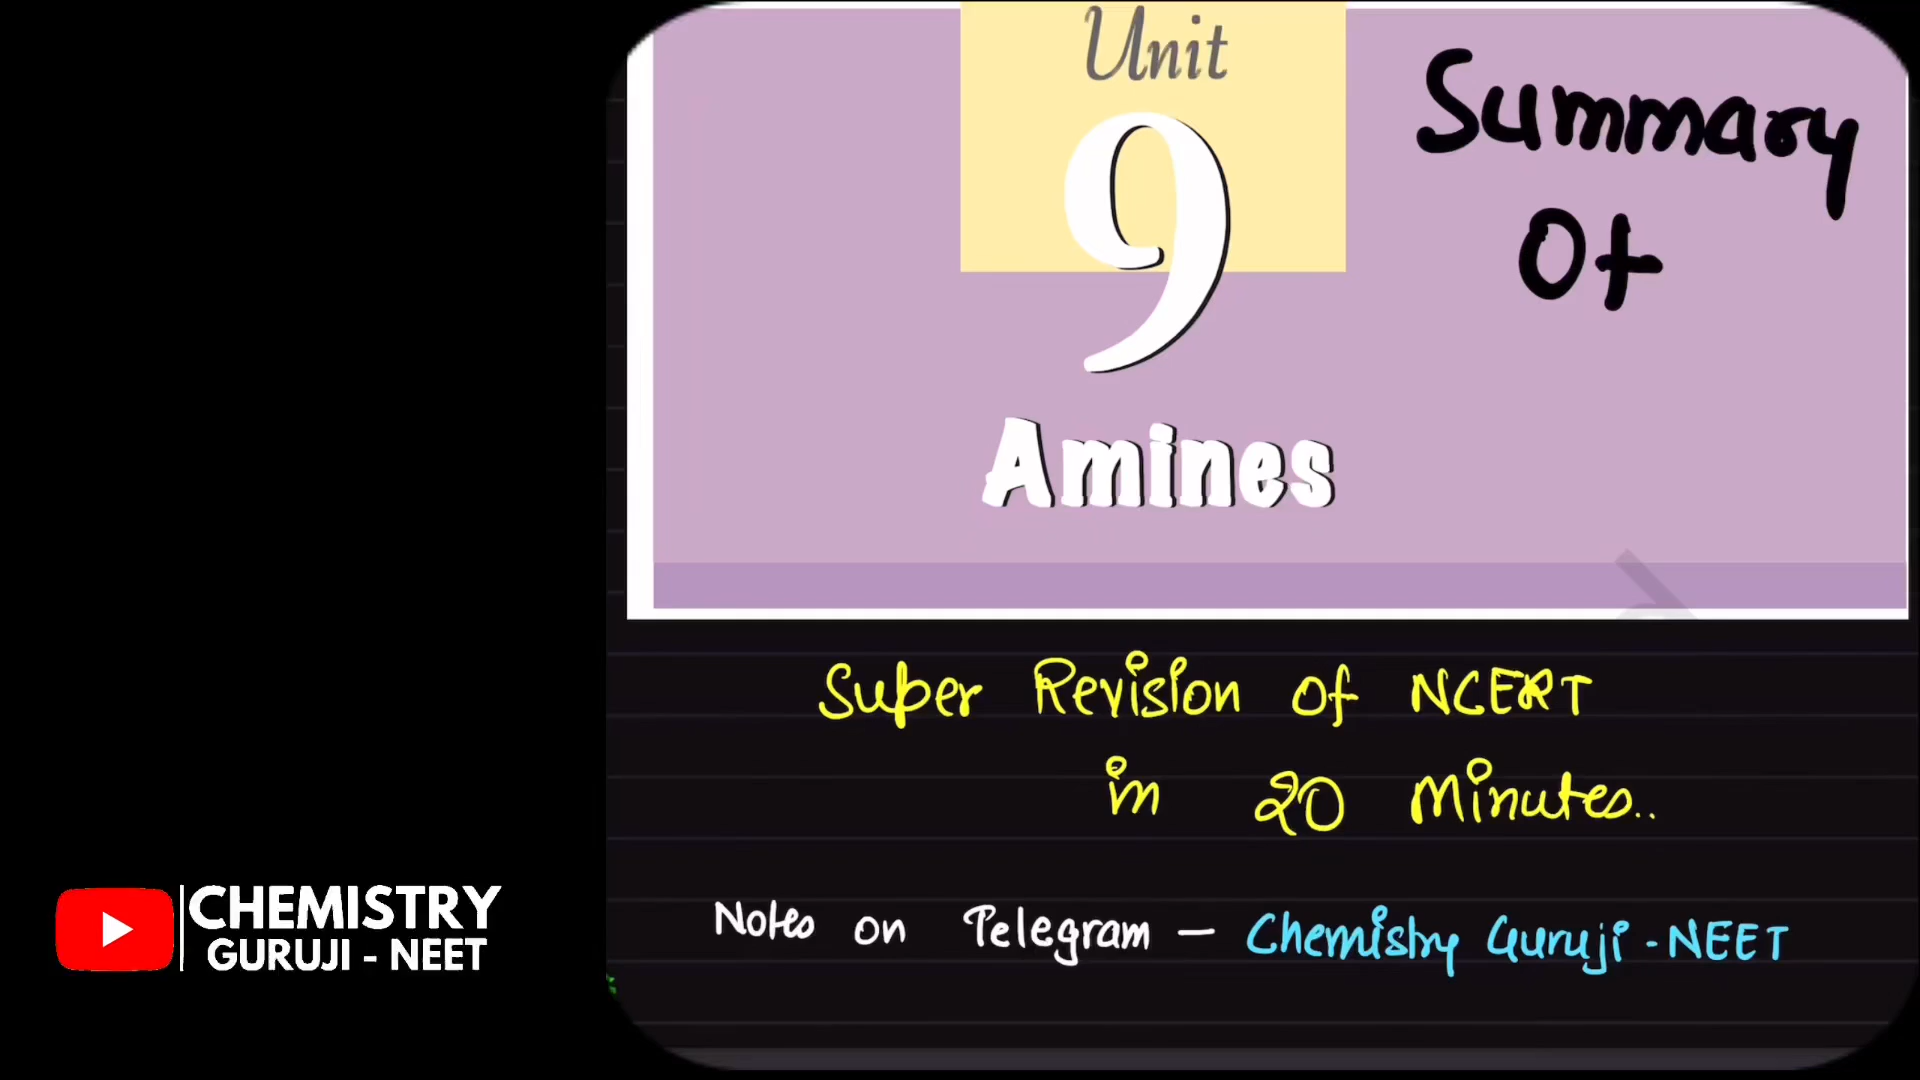 Unit
9
Amines
Summary
Of
Super Revision Of NCERT
in 20 Minutes..
Notes on Telegram - Chemistry Guruji - NEET
CHEMISTRY
GURUJI - NEET